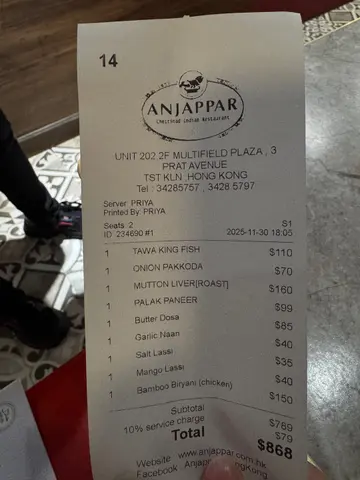 14
ANJAPPAR
CHETTINAD INDIAN RESTAURANT
UNIT 202 2F MULTIFIELD PLAZA , 3
PRAT AVENUE
TST KLN ,HONG KONG
Tel : 34285757 , 3428 5797
Server: PRIYA
Printed By: PRIYA
Seats: 2 S1
ID: 234690 #1 2025-11-30 18:05
1 TAWA KING FISH $110
1 ONION PAKKODA $70
1 MUTTON LIVER[ROAST] $160
1 PALAK PANEER $99
1 Butter Dosa $85
1 Garlic Naan $40
1 Salt Lassi $35
1 Mango Lassi $40
1 Bamboo Biryani (chicken) $150
Subtotal $789
10% service charge $79
Total $868
Website www.anjappar.com.hk
Facebook